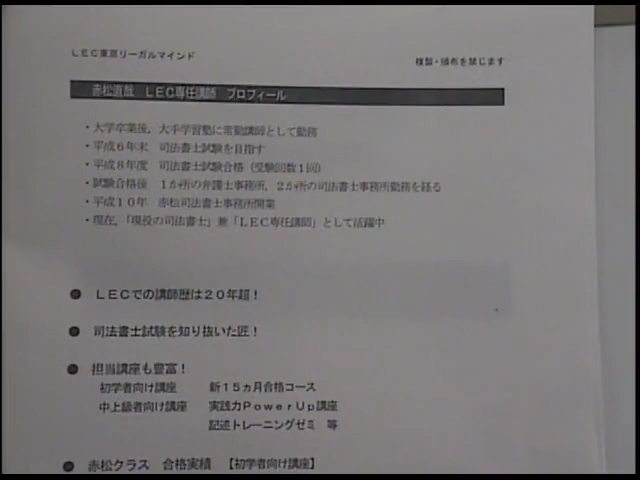 ＬＥＣ東京リーガルマインド
複製・頒布を禁じます
赤松直哉　ＬＥＣ専任講師　プロフィール
・大学卒業後，大手学習塾に常勤講師として勤務
・平成６年末　司法書士試験を目指す
・平成８年度　司法書士試験合格（受験回数１回）
・試験合格後　１か所の弁護士事務所，２か所の司法書士事務所勤務を経る
・平成１０年　赤松司法書士事務所開業
・現在，「現役の司法書士」兼「ＬＥＣ専任講師」として活躍中
● ＬＥＣでの講師歴は２０年超！
● 司法書士試験を知り抜いた匠！
● 担当講座も豊富！
初学者向け講座　新１５ヵ月合格コース
中上級者向け講座　実践力ＰｏｗｅｒＵｐ講座
記述トレーニングゼミ　等
● 赤松クラス　合格実績　【初学者向け講座】